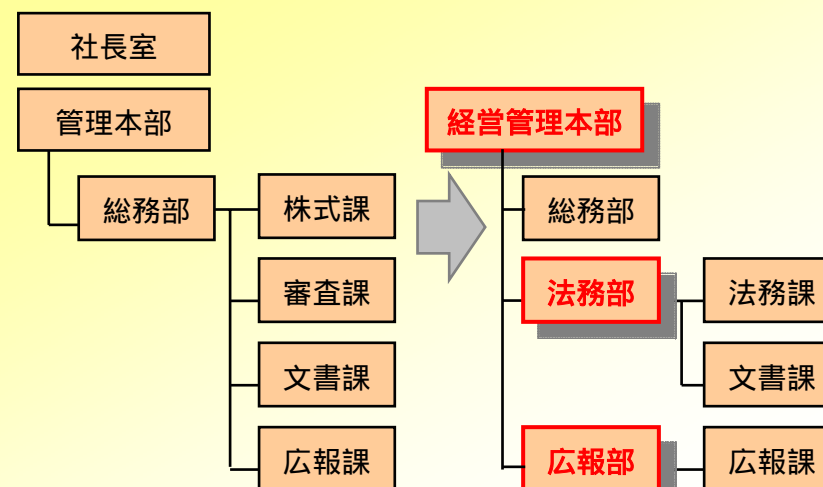 社長室
管理本部
総務部
株式課
審査課
文書課
広報課
経営管理本部
総務部
法務部
法務課
文書課
広報部
広報課